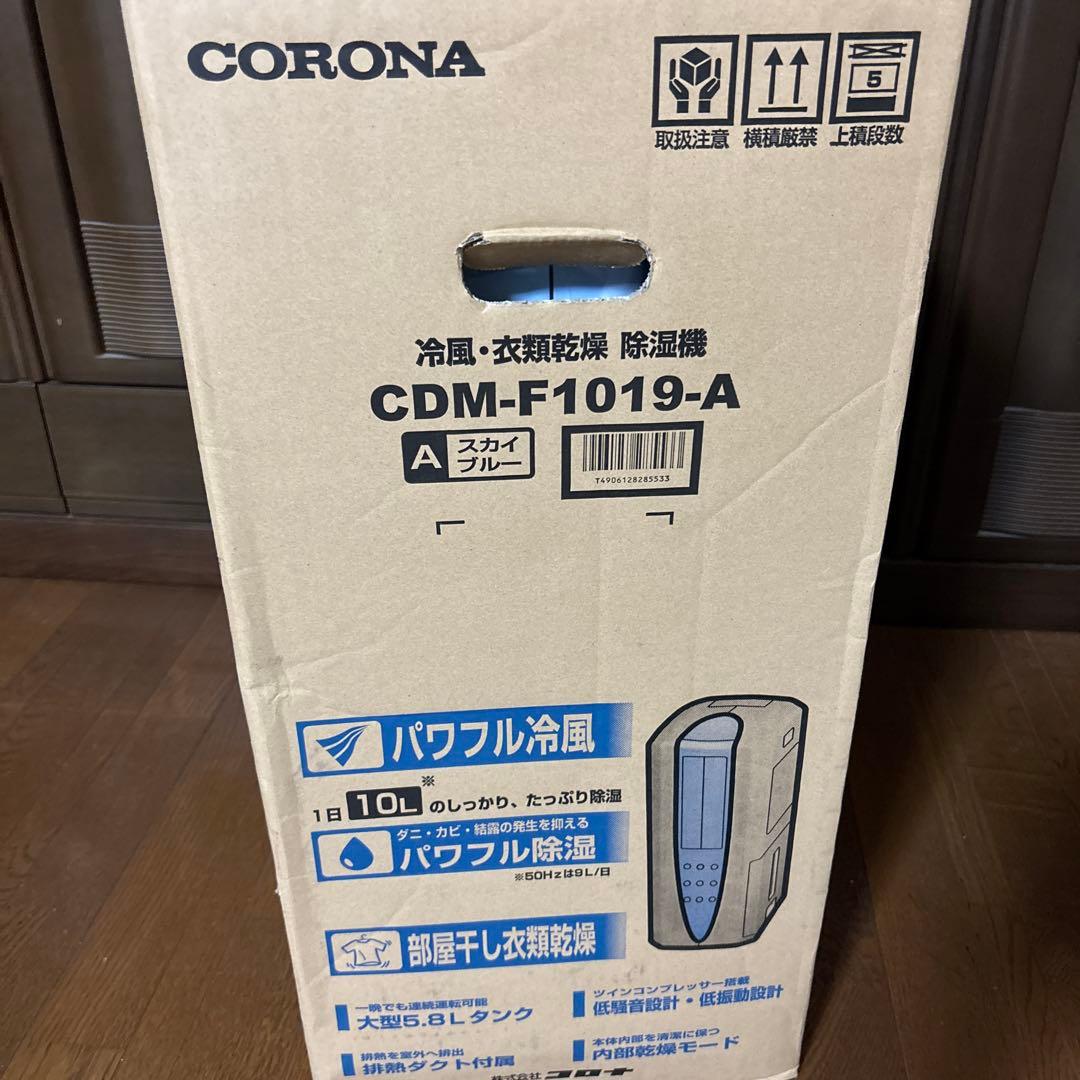 CORONA
5
取扱注意 横積厳禁 上積段数
冷風・衣類乾燥 除湿機
CDM-F1019-A
A スカイ
ブルー
T4906128285533
パワフル冷風
1日 10L ※ のしっかり、たっぷり除湿
ダニ・カビ・結露の発生を抑える
パワフル除湿
※50Hzは9L/日
部屋干し衣類乾燥
一晩でも連続運転可能
大型5.8Lタンク
ツインコンプレッサー搭載
低騒音設計・低振動設計
排熱を室外へ排出
排熱ダクト付属
本体内部を清潔に保つ
内部乾燥モード
株式会社 コロナ